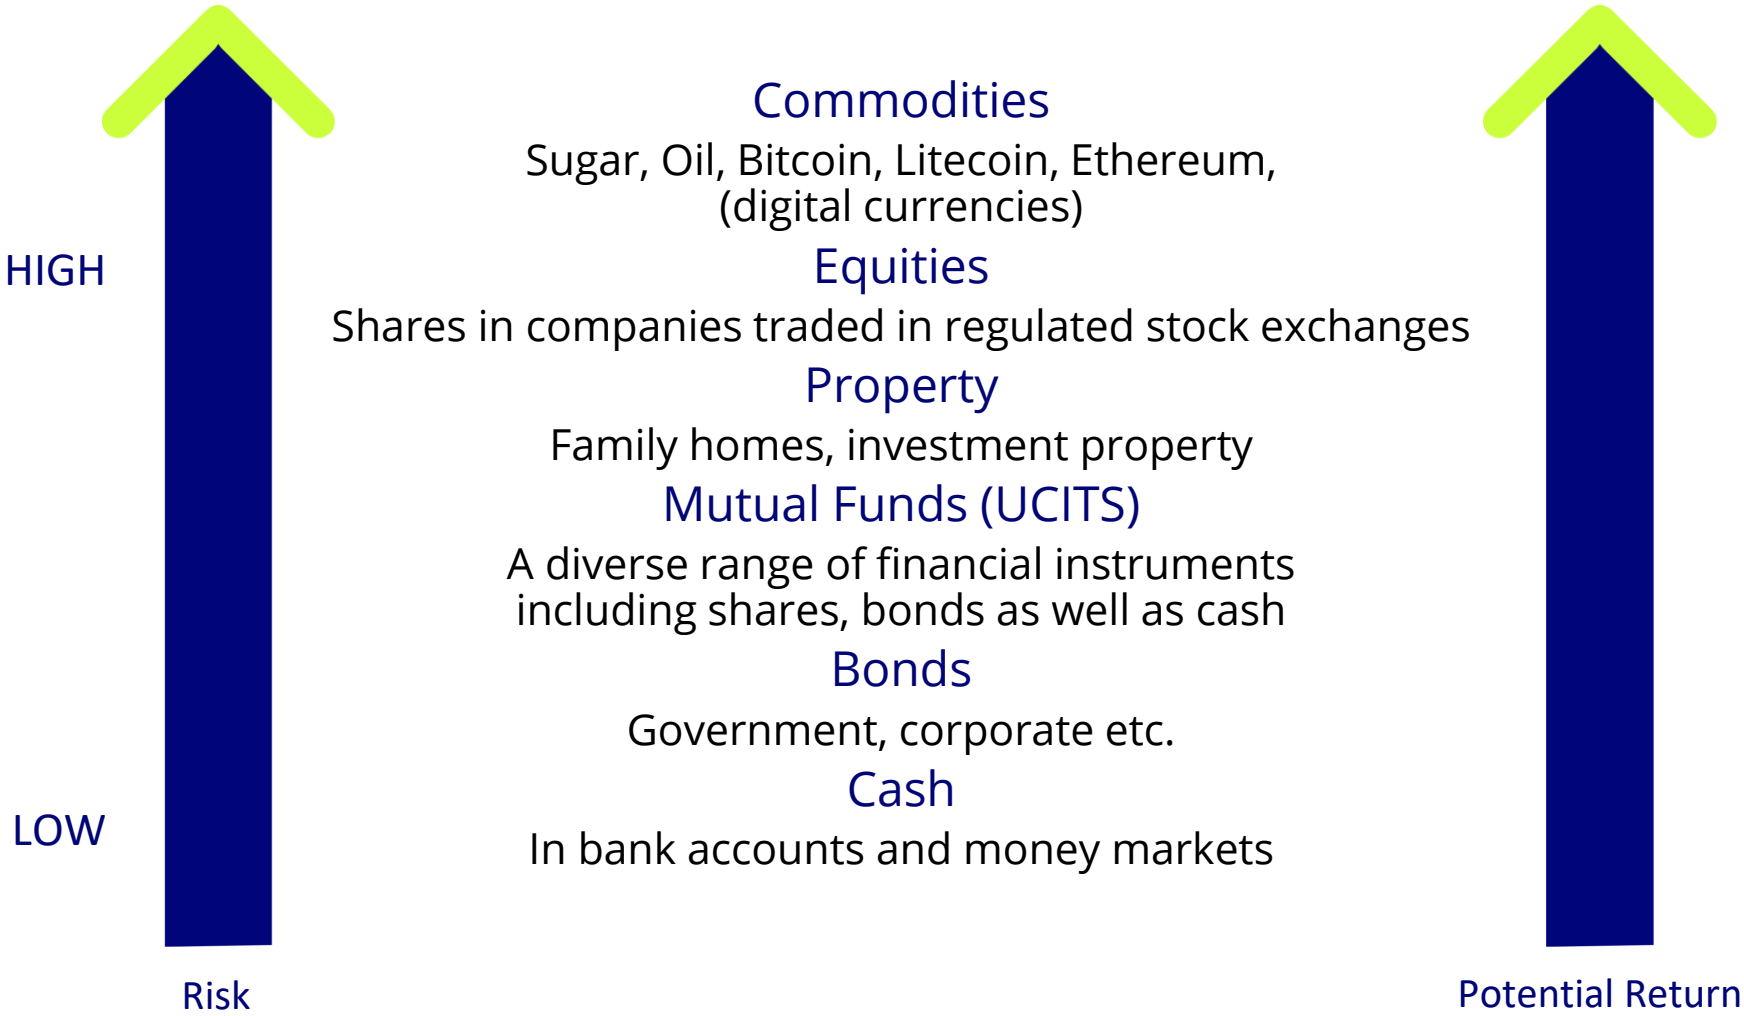 Commodities
Sugar, Oil, Bitcoin, Litecoin, Ethereum,
(digital currencies)
HIGH
Equities
Shares in companies traded in regulated stock exchanges
Property
Family homes, investment property
Mutual Funds (UCITS)
A diverse range of financial instruments
including shares, bonds as well as cash
Bonds
Government, corporate etc.
Cash
LOW
In bank accounts and money markets
Risk
Potential Return